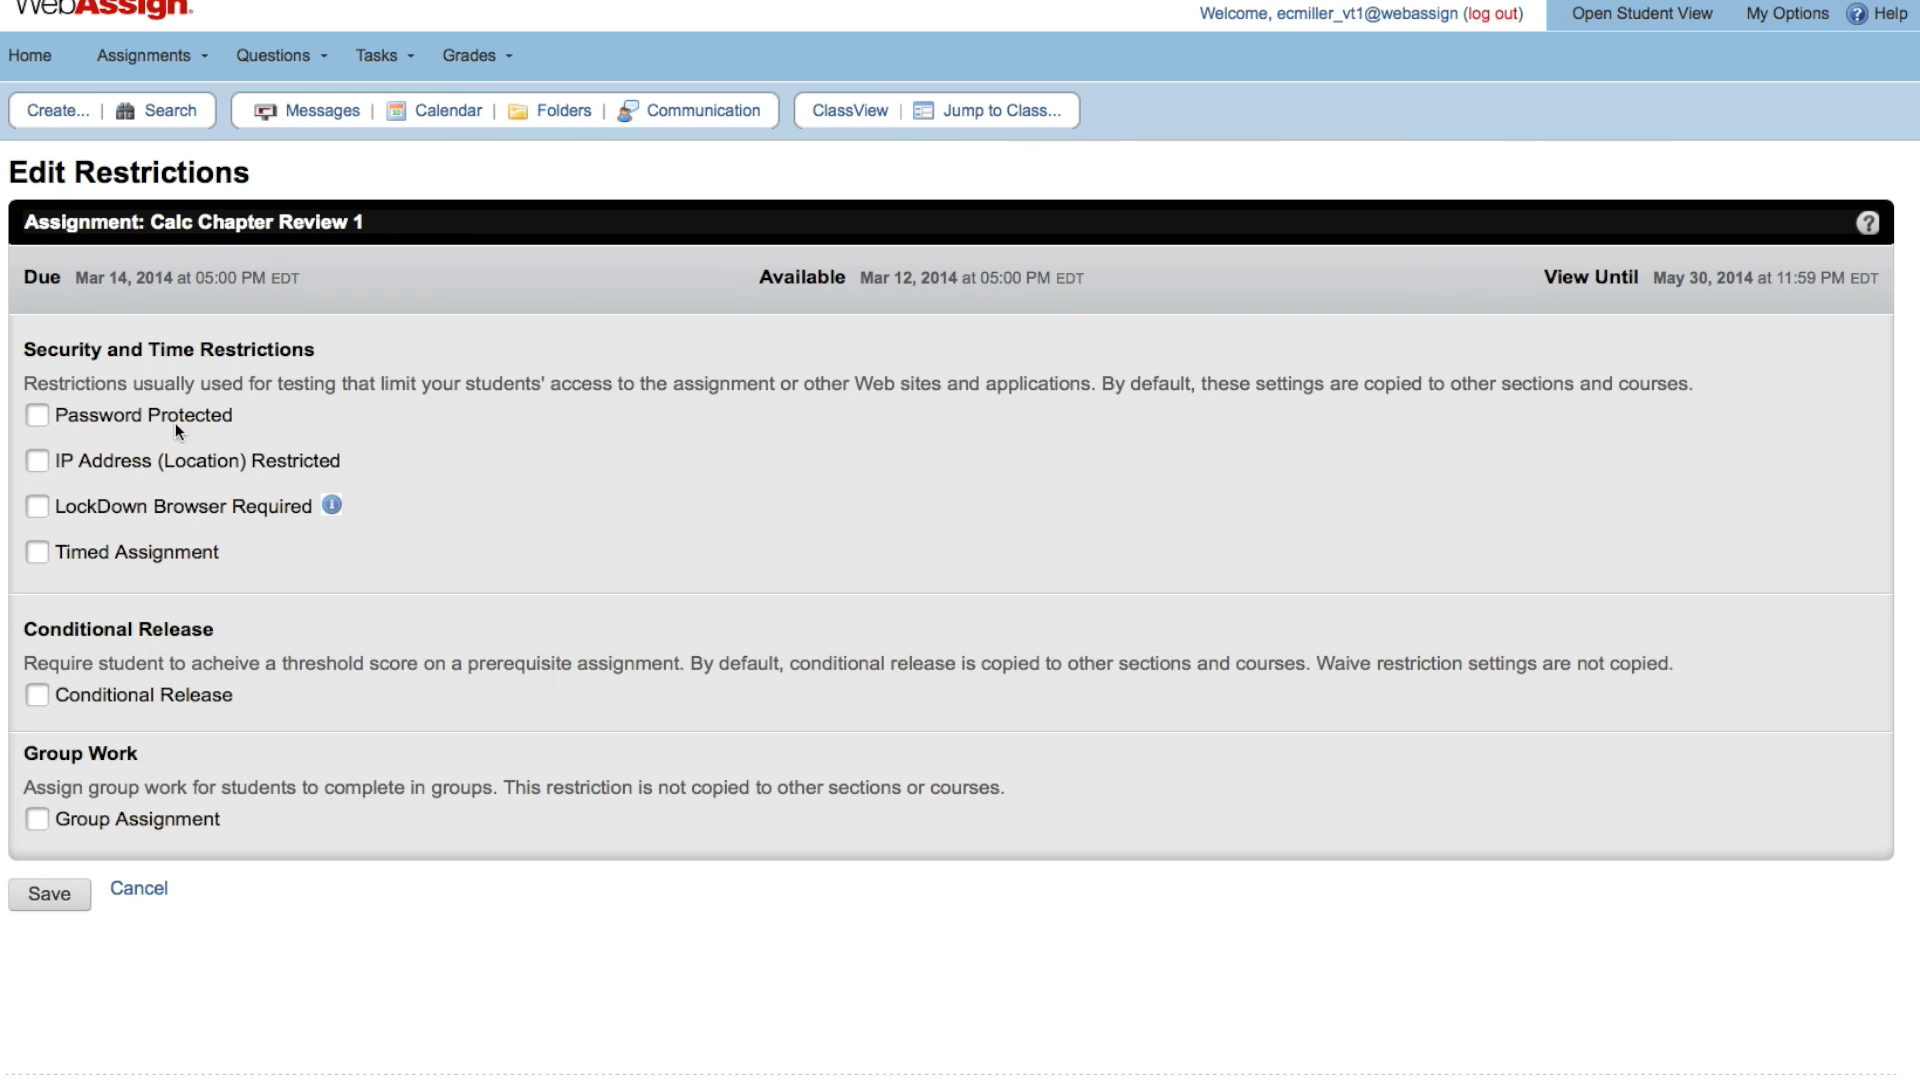 WebAssign.
Welcome, ecmiller_vt1@webassign (log out) Open Student View My Options ? Help
Home Assignments Questions Tasks Grades
Create... | Search Messages | Calendar | Folders | Communication ClassView | Jump to Class...
Edit Restrictions
Assignment: Calc Chapter Review 1 ?
Due Mar 14, 2014 at 05:00 PM EDT Available Mar 12, 2014 at 05:00 PM EDT View Until May 30, 2014 at 11:59 PM EDT
Security and Time Restrictions
Restrictions usually used for testing that limit your students' access to the assignment or other Web sites and applications. By default, these settings are copied to other sections and courses.
Password Protected
IP Address (Location) Restricted
LockDown Browser Required i
Timed Assignment
Conditional Release
Require student to acheive a threshold score on a prerequisite assignment. By default, conditional release is copied to other sections and courses. Waive restriction settings are not copied.
Conditional Release
Group Work
Assign group work for students to complete in groups. This restriction is not copied to other sections or courses.
Group Assignment
Save Cancel